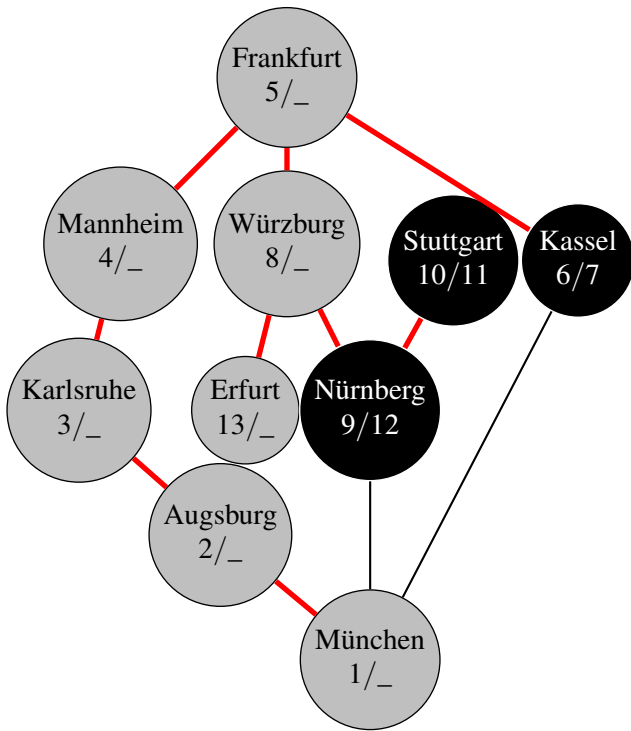 Frankfurt
5/_
Mannheim
4/_
Würzburg
8/_
Stuttgart
10/11
Kassel
6/7
Karlsruhe
3/_
Erfurt
13/_
Nürnberg
9/12
Augsburg
2/_
München
1/_